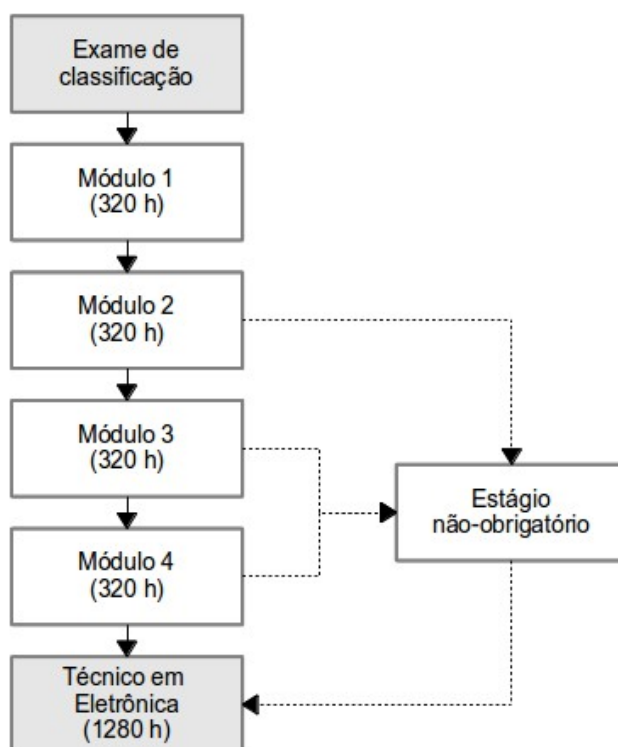 Exame de
classificação
Módulo 1
(320 h)
Módulo 2
(320 h)
Módulo 3
(320 h)
Estágio
não-obrigatório
Módulo 4
(320 h)
Técnico em
Eletrônica
(1280 h)